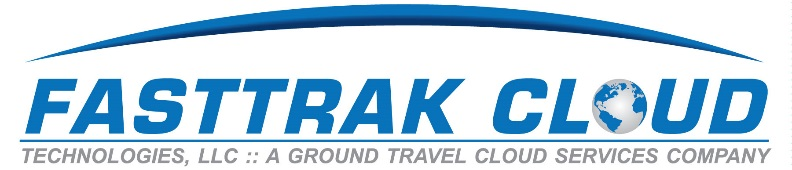 FASTTRAK CLOUD
TECHNOLOGIES, LLC :: A GROUND TRAVEL CLOUD SERVICES COMPANY